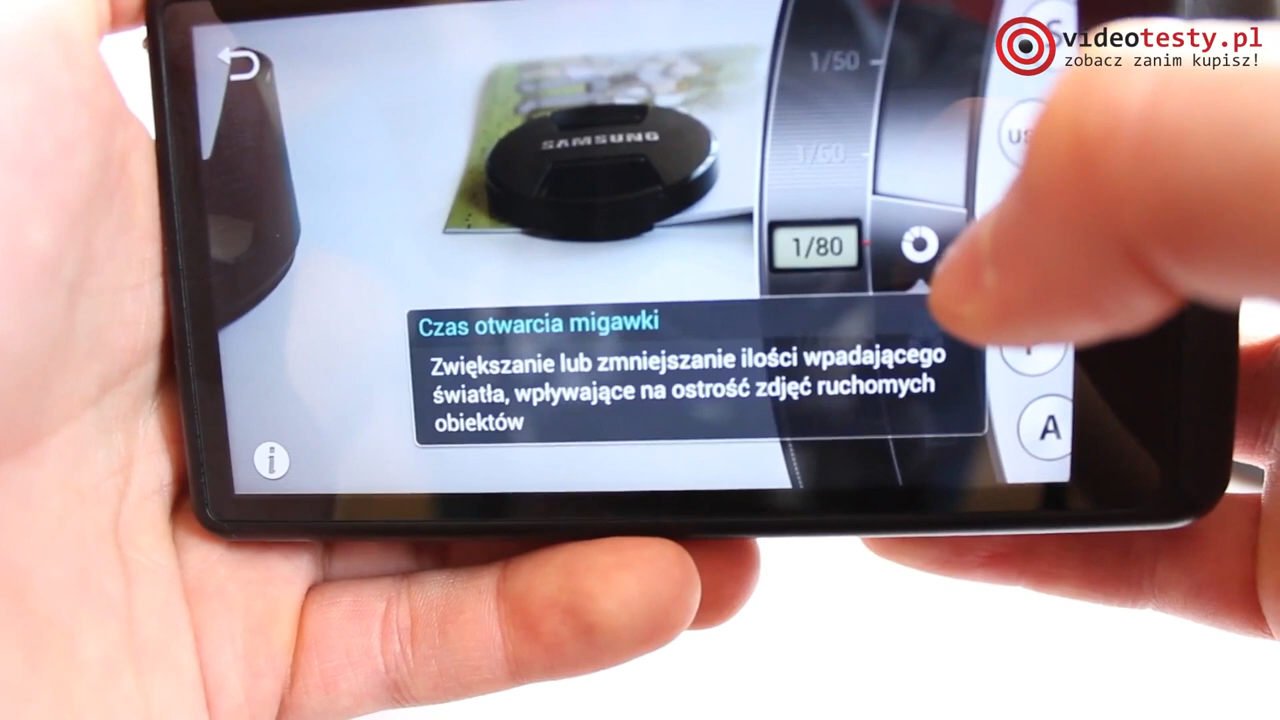 videotesty.pl
zobacz zanim kupisz!
1/50
1/60
SAMSUNG
1/80
Czas otwarcia migawki
Zwiększanie lub zmniejszanie ilości wpadającego
światła, wpływające na ostrość zdjęć ruchomych
obiektów
A